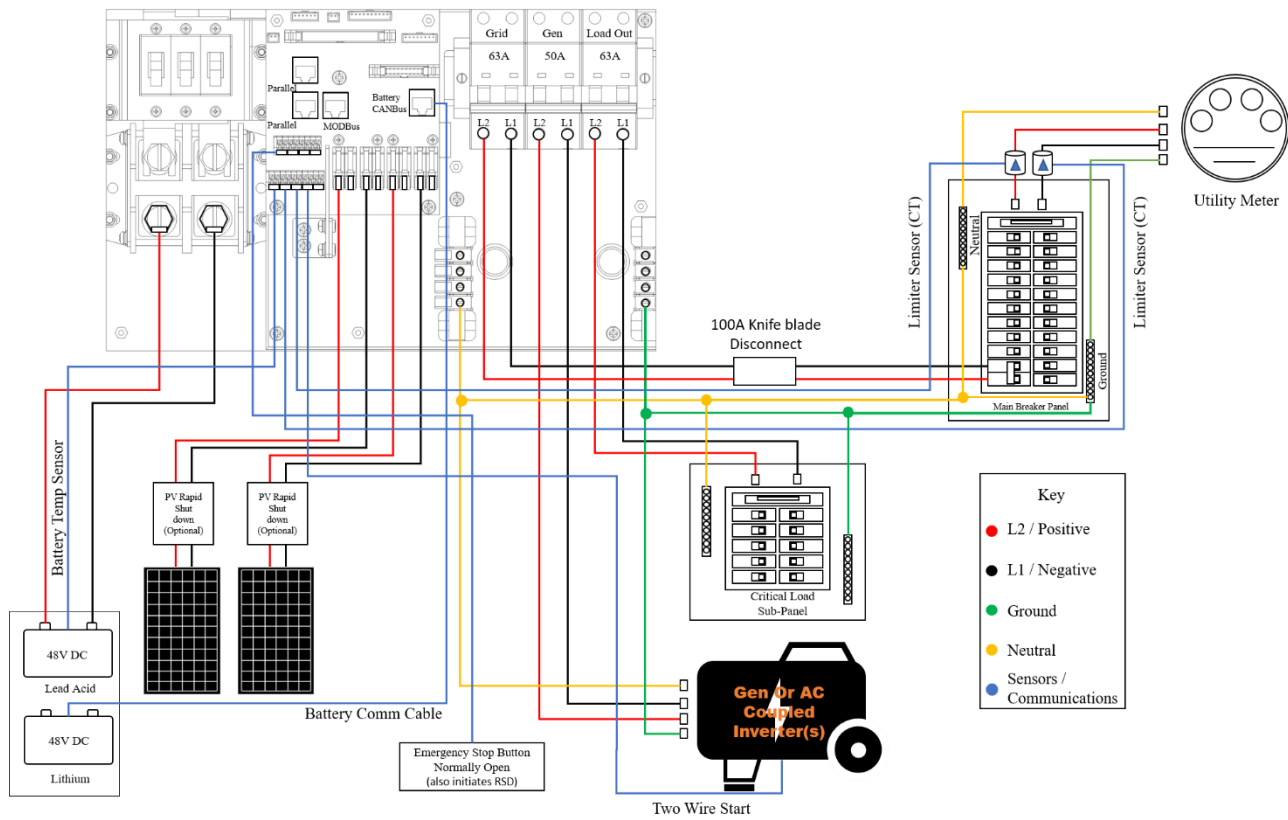 Grid Gen Load Out
63A 50A 63A
Parallel
Battery
CANBus
Parallel
MODBus
L2 L1 L2 L1 L2 L1
Utility Meter
Neutral
Limiter Sensor (CT)
Limiter Sensor (CT)
100A Knife blade
Disconnect
Ground
Main Breaker Panel
Battery Temp Sensor
PV Rapid
Shut
down
(Optional)
PV Rapid
Shut
down
(Optional)
Critical Load
Sub-Panel
Key
L2 / Positive
L1 / Negative
Ground
Neutral
Sensors /
Communications
48V DC
Lead Acid
48V DC
Lithium
Battery Comm Cable
Gen Or AC
Coupled
Inverter(s)
Emergency Stop Button
Normally Open
(also initiates RSD)
Two Wire Start